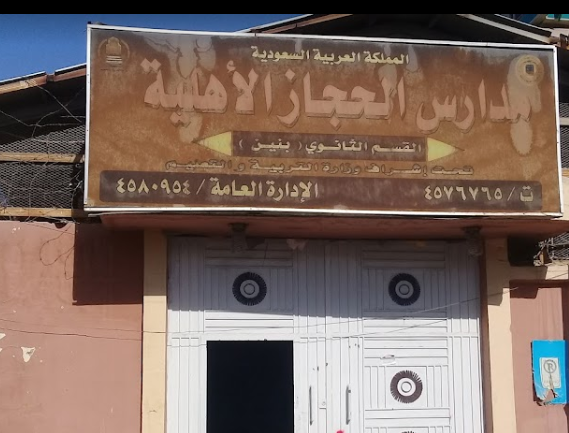 المملكة العربية السعودية
مدارس الحجاز الأهلية
القسم الثانوي ( بنين )
تحت إشراف وزارة التربية والتعليم
ت / ٤٥٧٦٧٦٥ الإدارة العامة / ٤٥٨٠٩٥٤